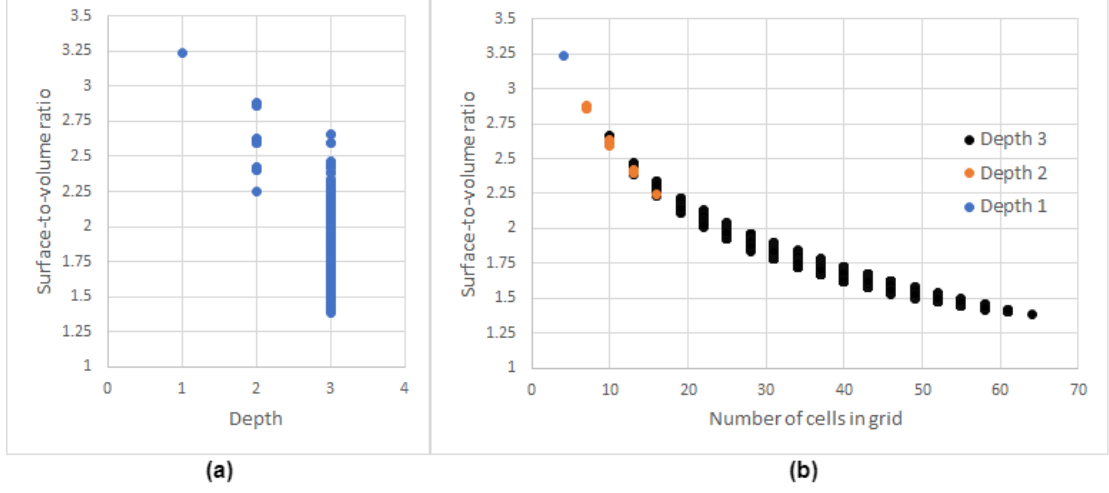 3.5
3.25
3
2.75
2.5
2.25
2
1.75
1.5
1.25
1
0 1 2 3 4
Surface-to-volume ratio
Depth
(a)
3.5
3.25
3
2.75
2.5
2.25
2
1.75
1.5
1.25
1
0 10 20 30 40 50 60 70
Surface-to-volume ratio
Number of cells in grid
Depth 3
Depth 2
Depth 1
(b)